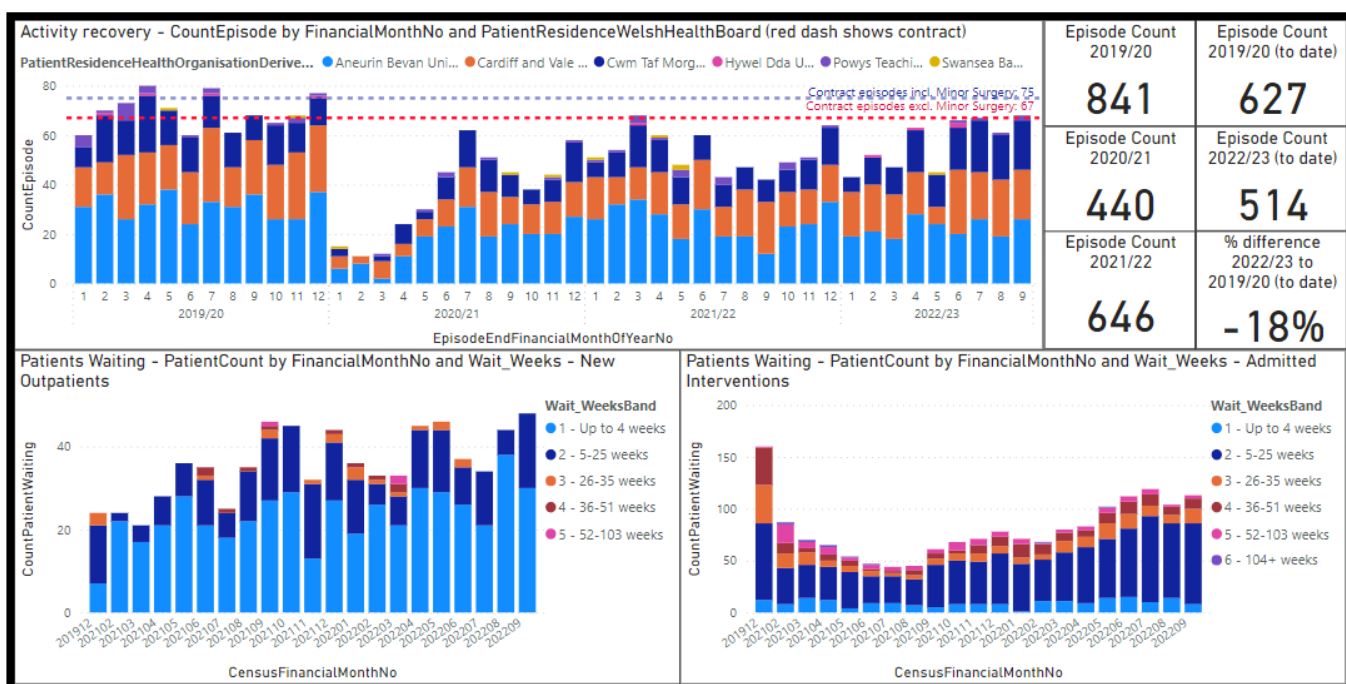 Activity recovery - CountEpisode by FinancialMonthNo and PatientResidenceWelshHealthBoard (red dash shows contract)
PatientResidenceHealthOrganisationDerive... Aneurin Bevan Uni... Cardiff and Vale ... Cwm Taf Morg... Hywel Dda U... Powys Teachi... Swansea Ba...
CountEpisode
80
60
40
20
0
Contract episodes incl. Minor Surgery: 75
Contract episodes excl. Minor Surgery: 67
1 2 3 4 5 6 7 8 9 10 11 12 1 2 3 4 5 6 7 8 9 10 11 12 1 2 3 4 5 6 7 8 9 10 11 12 1 2 3 4 5 6 7 8 9
2019/20 2020/21 2021/22 2022/23
EpisodeEndFinancialMonthOfYearNo
Episode Count
2019/20
841
Episode Count
2019/20 (to date)
627
Episode Count
2020/21
440
Episode Count
2022/23 (to date)
514
Episode Count
2021/22
646
% difference
2022/23 to
2019/20 (to date)
-18%
Patients Waiting - PatientCount by FinancialMonthNo and Wait_Weeks - New
Outpatients
CountPatientWaiting
40
20
0
201912 202102 202103 202104 202105 202106 202107 202108 202109 202110 202111 202112 202201 202202 202203 202204 202205 202206 202207 202208 202209
CensusFinancialMonthNo
Wait_WeeksBand
1 - Up to 4 weeks
2 - 5-25 weeks
3 - 26-35 weeks
4 - 36-51 weeks
5 - 52-103 weeks
Patients Waiting - PatientCount by FinancialMonthNo and Wait_Weeks - Admitted
Interventions
CountPatientWaiting
200
150
100
50
0
201912 202102 202103 202104 202105 202106 202107 202108 202109 202110 202111 202112 202201 202202 202203 202204 202205 202206 202207 202208 202209
CensusFinancialMonthNo
Wait_WeeksBand
1 - Up to 4 weeks
2 - 5-25 weeks
3 - 26-35 weeks
4 - 36-51 weeks
5 - 52-103 weeks
6 - 104+ weeks